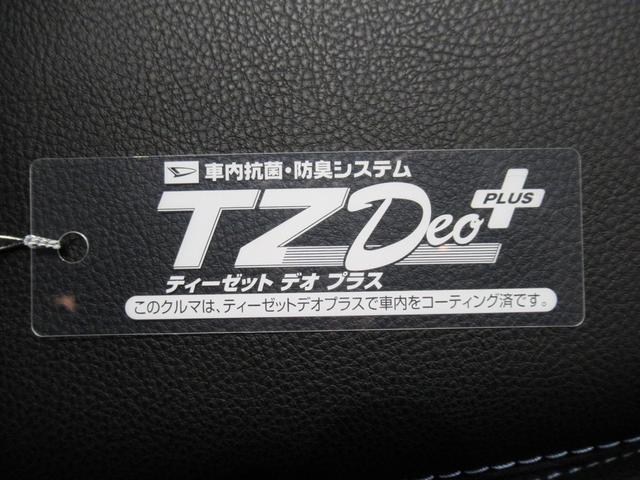 車内抗菌・防臭システム
TZ Deo PLUS
ティーゼット デオ プラス
このクルマは、ティーゼットデオプラスで車内をコーティング済です。